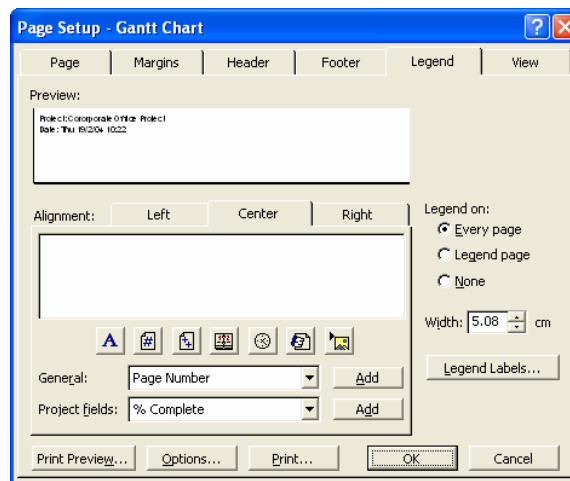 Page Setup - Gantt Chart
Page Margins Header Footer Legend View
Preview:
Project:Cororporate Office Project
Date: Thu 19/2/04 10:22
Alignment: Left Center Right
Legend on:
Every page
Legend page
None
Width: 5.08 cm
A # 
General: Page Number Add
Legend Labels...
Project fields: % Complete Add
Print Preview... Options... Print... OK Cancel